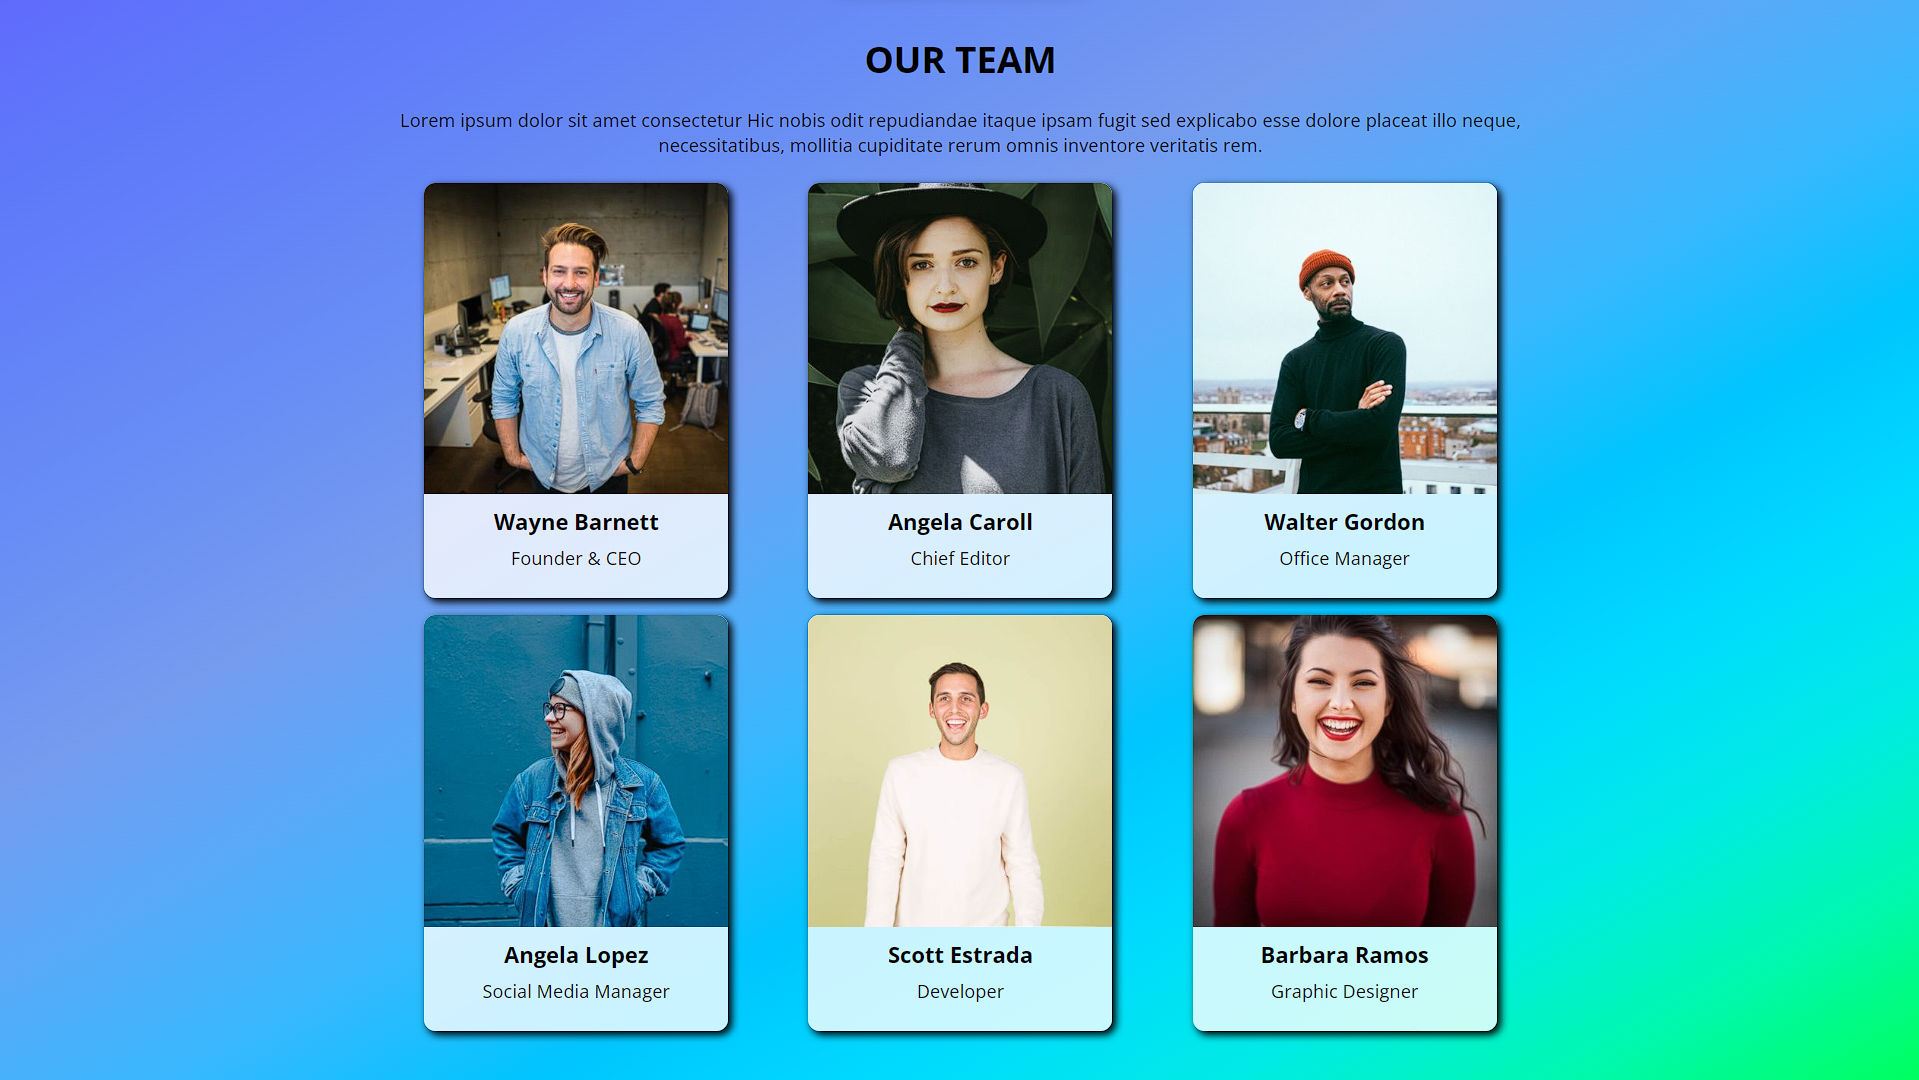 OUR TEAM
Lorem ipsum dolor sit amet consectetur Hic nobis odit repudiandae itaque ipsam fugit sed explicabo esse dolore placeat illo neque,
necessitatibus, mollitia cupiditate rerum omnis inventore veritatis rem.
Wayne Barnett
Founder & CEO
Angela Caroll
Chief Editor
Walter Gordon
Office Manager
Angela Lopez
Social Media Manager
Scott Estrada
Developer
Barbara Ramos
Graphic Designer